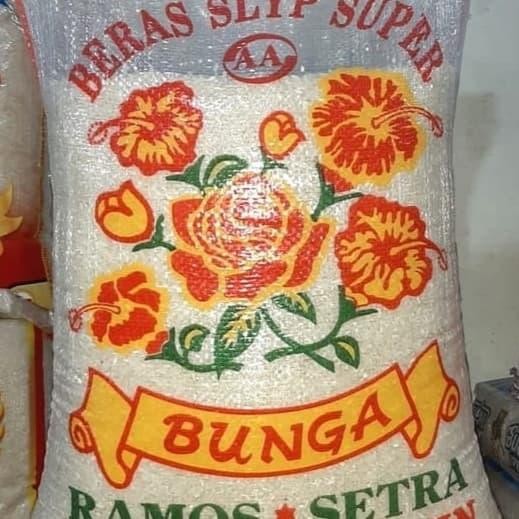 BERAS SLYP SUPER
AA
BUNGA
RAMOS ★ SETRA